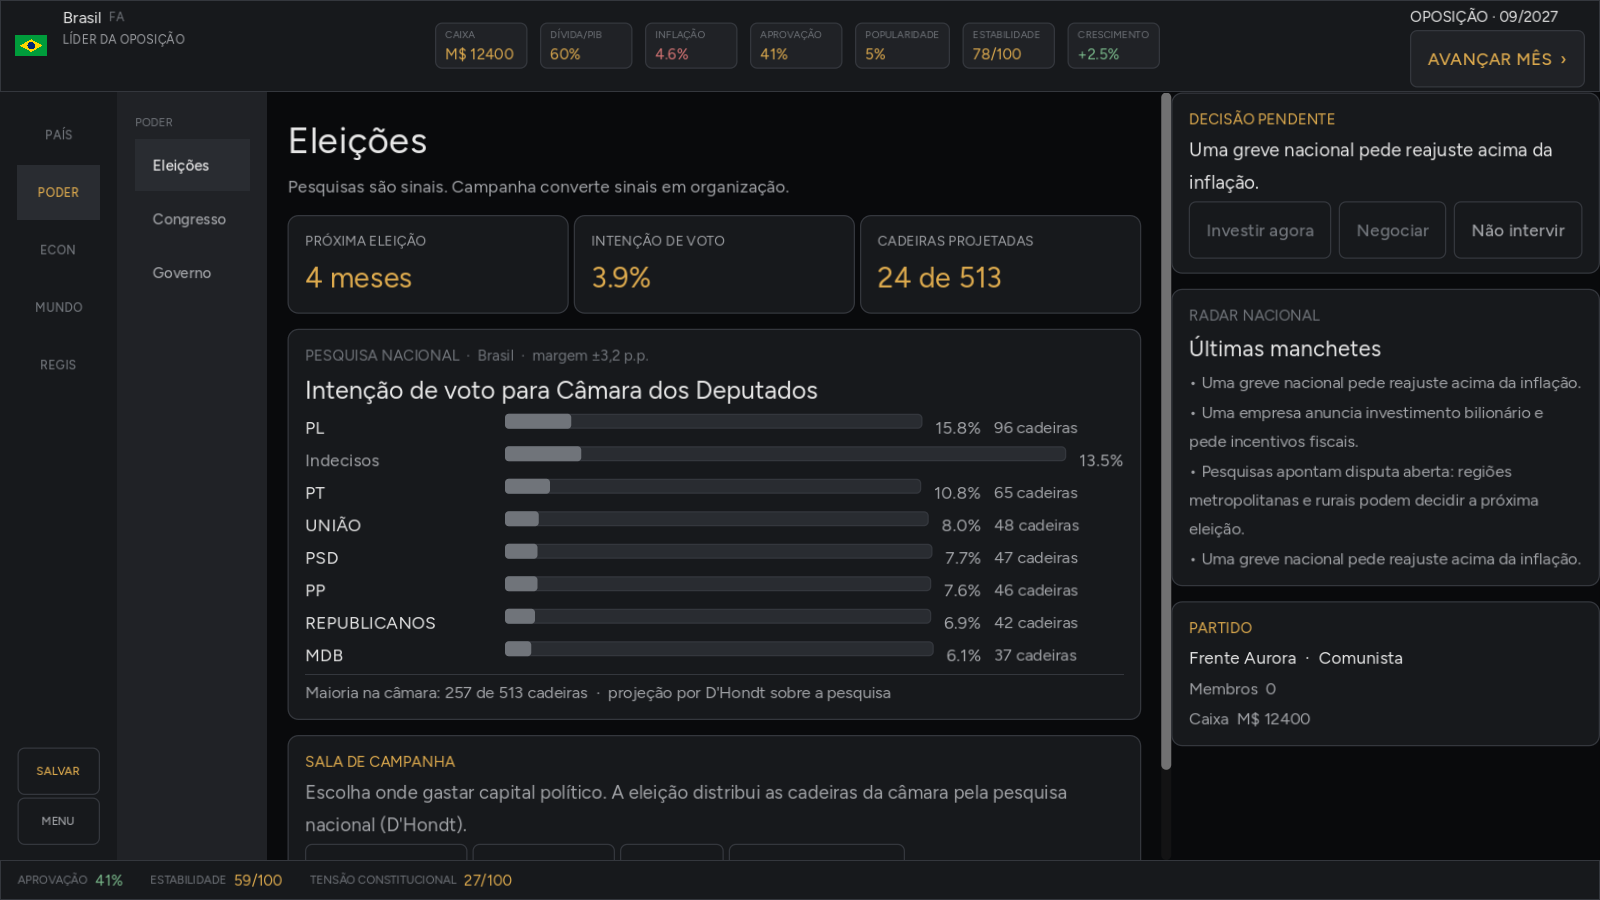 Brasil FA
LÍDER DA OPOSIÇÃO
CAIXA
M$ 12400
DÍVIDA/PIB
60%
INFLAÇÃO
4.6%
APROVAÇÃO
41%
POPULARIDADE
5%
ESTABILIDADE
78/100
CRESCIMENTO
+2.5%
OPOSIÇÃO · 09/2027
AVANÇAR MÊS ›
PAÍS
PODER
ECON
MUNDO
REGIS
SALVAR
MENU
PODER
Eleições
Congresso
Governo
Eleições
Pesquisas são sinais. Campanha converte sinais em organização.
PRÓXIMA ELEIÇÃO
4 meses
INTENÇÃO DE VOTO
3.9%
CADEIRAS PROJETADAS
24 de 513
PESQUISA NACIONAL · Brasil · margem ±3,2 p.p.
Intenção de voto para Câmara dos Deputados
PL 15.8% 96 cadeiras
Indecisos 13.5%
PT 10.8% 65 cadeiras
UNIÃO 8.0% 48 cadeiras
PSD 7.7% 47 cadeiras
PP 7.6% 46 cadeiras
REPUBLICANOS 6.9% 42 cadeiras
MDB 6.1% 37 cadeiras
Maioria na câmara: 257 de 513 cadeiras · projeção por D'Hondt sobre a pesquisa
SALA DE CAMPANHA
Escolha onde gastar capital político. A eleição distribui as cadeiras da câmara pela pesquisa
nacional (D'Hondt).
DECISÃO PENDENTE
Uma greve nacional pede reajuste acima da
inflação.
Investir agora
Negociar
Não intervir
RADAR NACIONAL
Últimas manchetes
• Uma greve nacional pede reajuste acima da inflação.
• Uma empresa anuncia investimento bilionário e
pede incentivos fiscais.
• Pesquisas apontam disputa aberta: regiões
metropolitanas e rurais podem decidir a próxima
eleição.
• Uma greve nacional pede reajuste acima da inflação.
PARTIDO
Frente Aurora · Comunista
Membros 0
Caixa M$ 12400
APROVAÇÃO 41% ESTABILIDADE 59/100 TENSÃO CONSTITUCIONAL 27/100